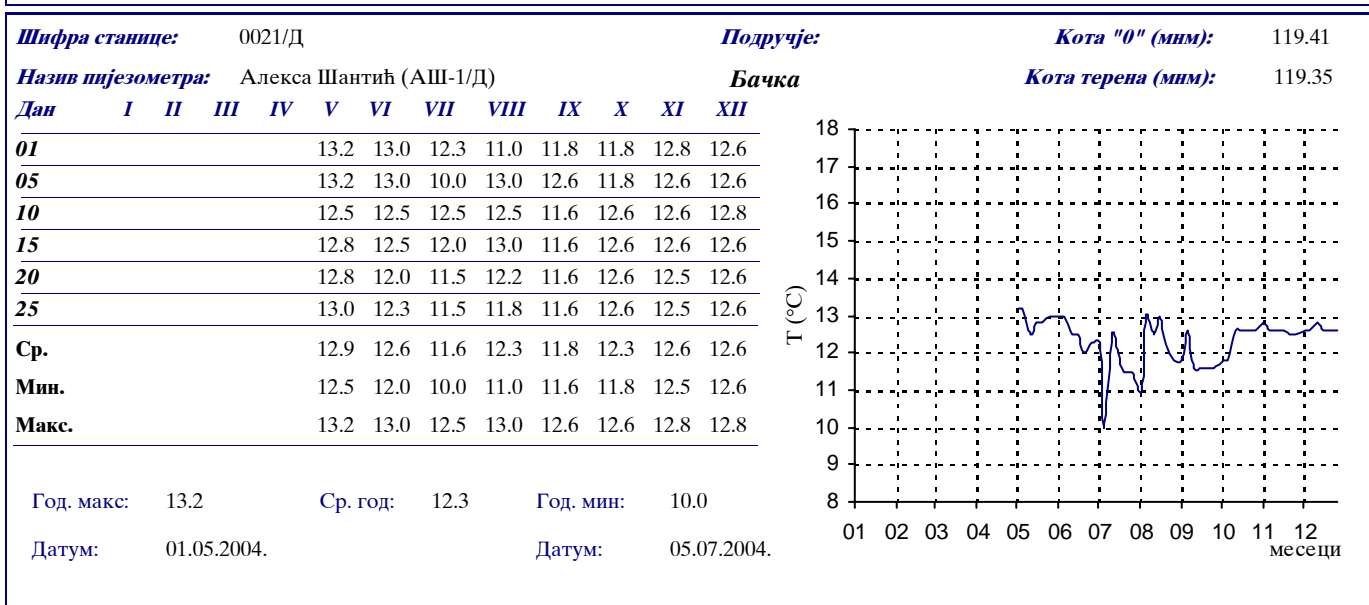 Шифра станице: 0021/Д Подручје: Кота "0" (мнм): 119.41
Назив пијезометра: Алекса Шантић (АШ-1/Д) Бачка Кота терена (мнм): 119.35
Дан I II III IV V VI VII VIII IX X XI XII
01 13.2 13.0 12.3 11.0 11.8 11.8 12.8 12.6
05 13.2 13.0 10.0 13.0 12.6 11.8 12.6 12.6
10 12.5 12.5 12.5 12.5 11.6 12.6 12.6 12.8
15 12.8 12.5 12.0 13.0 11.6 12.6 12.6 12.6
20 12.8 12.0 11.5 12.2 11.6 12.6 12.5 12.6
25 13.0 12.3 11.5 11.8 11.6 12.6 12.5 12.6
Ср. 12.9 12.6 11.6 12.3 11.8 12.3 12.6 12.6
Мин. 12.5 12.0 10.0 11.0 11.6 11.8 12.5 12.6
Макс. 13.2 13.0 12.5 13.0 12.6 12.6 12.8 12.8
Год. макс: 13.2 Ср. год: 12.3 Год. мин: 10.0
Датум: 01.05.2004. Датум: 05.07.2004.
T (°C)
18
17
16
15
14
13
12
11
10
9
8
01 02 03 04 05 06 07 08 09 10 11 12
месеци